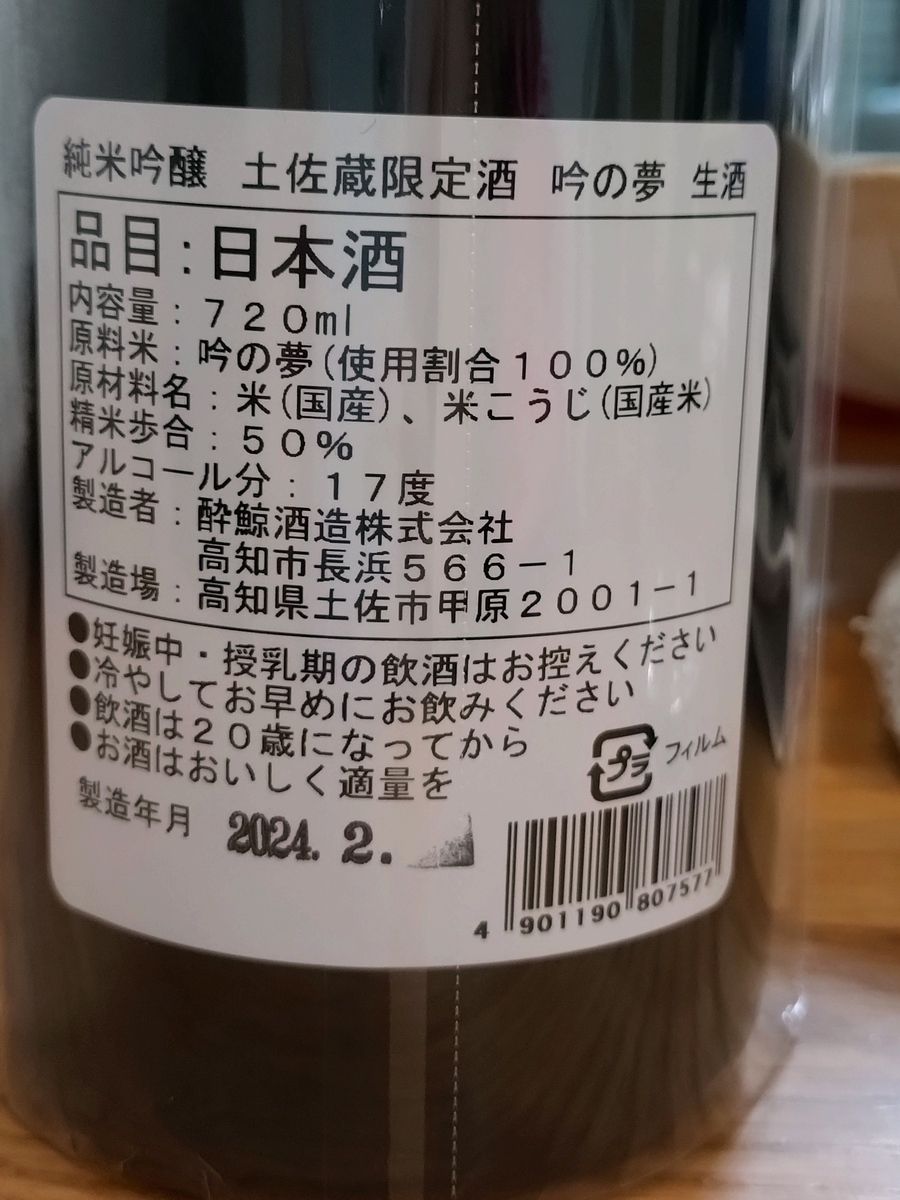 純米吟醸 土佐蔵限定酒 吟の夢 生酒
品目:日本酒
内容量:720ml
原料米:吟の夢(使用割合100%)
原材料名:米(国産)、米こうじ(国産米)
精米歩合:50%
アルコール分:17度
製造者:酔鯨酒造株式会社
高知市長浜566-1
製造場:高知県土佐市甲原2001-1
●妊娠中・授乳期の飲酒はお控えください
●冷やしてお早めにお飲みください
●飲酒は20歳になってから
●お酒はおいしく適量を
プラ フィルム
製造年月 2024. 2.
4 901190 807577